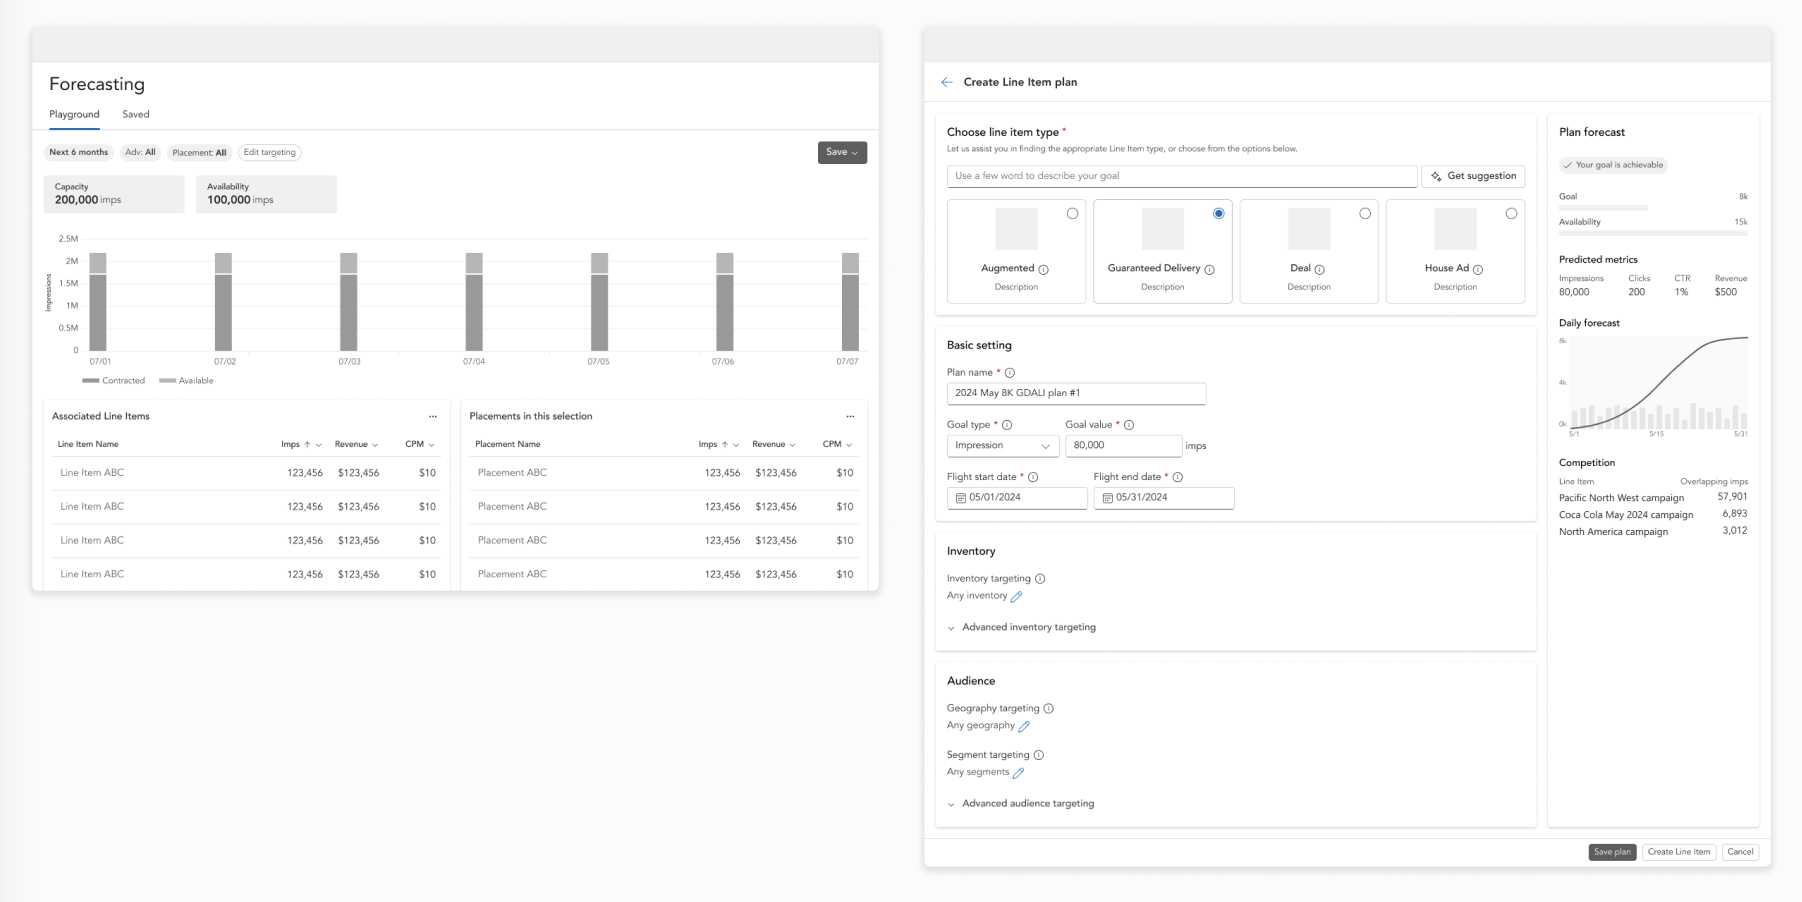 Forecasting
Playground Saved
Next 6 months Adv: All Placement: All Edit targeting Save
Capacity
200,000 imps
Availability
100,000 imps
Impressions
2.5M
2M
1.5M
1M
0.5M
0
07/01 07/02 07/03 07/04 07/05 07/06 07/07
Contracted Available
Associated Line Items ...
Line Item Name Imps Revenue CPM
Line Item ABC 123,456 $123,456 $10
Line Item ABC 123,456 $123,456 $10
Line Item ABC 123,456 $123,456 $10
Line Item ABC 123,456 $123,456 $10
Placements in this selection ...
Placement Name Imps Revenue CPM
Placement ABC 123,456 $123,456 $10
Placement ABC 123,456 $123,456 $10
Placement ABC 123,456 $123,456 $10
Placement ABC 123,456 $123,456 $10
Create Line Item plan
Choose line item type *
Let us assist you in finding the appropriate Line Item type, or choose from the options below.
Use a few word to describe your goal Get suggestion
Augmented
Description
Guaranteed Delivery
Description
Deal
Description
House Ad
Description
Basic setting
Plan name *
2024 May 8K GDALI plan #1
Goal type * Goal value *
Impression 80,000 imps
Flight start date * Flight end date *
05/01/2024 05/31/2024
Inventory
Inventory targeting
Any inventory
Advanced inventory targeting
Audience
Geography targeting
Any geography
Segment targeting
Any segments
Advanced audience targeting
Plan forecast
Your goal is achievable
Goal 8k
Availability 15k
Predicted metrics
Impressions Clicks CTR Revenue
80,000 200 1% $500
Daily forecast
8k
4k
0k
5/1 5/15 5/31
Competition
Line Item Overlapping imps
Pacific North West campaign 57,901
Coca Cola May 2024 campaign 6,893
North America campaign 3,012
Save plan Create Line Item Cancel